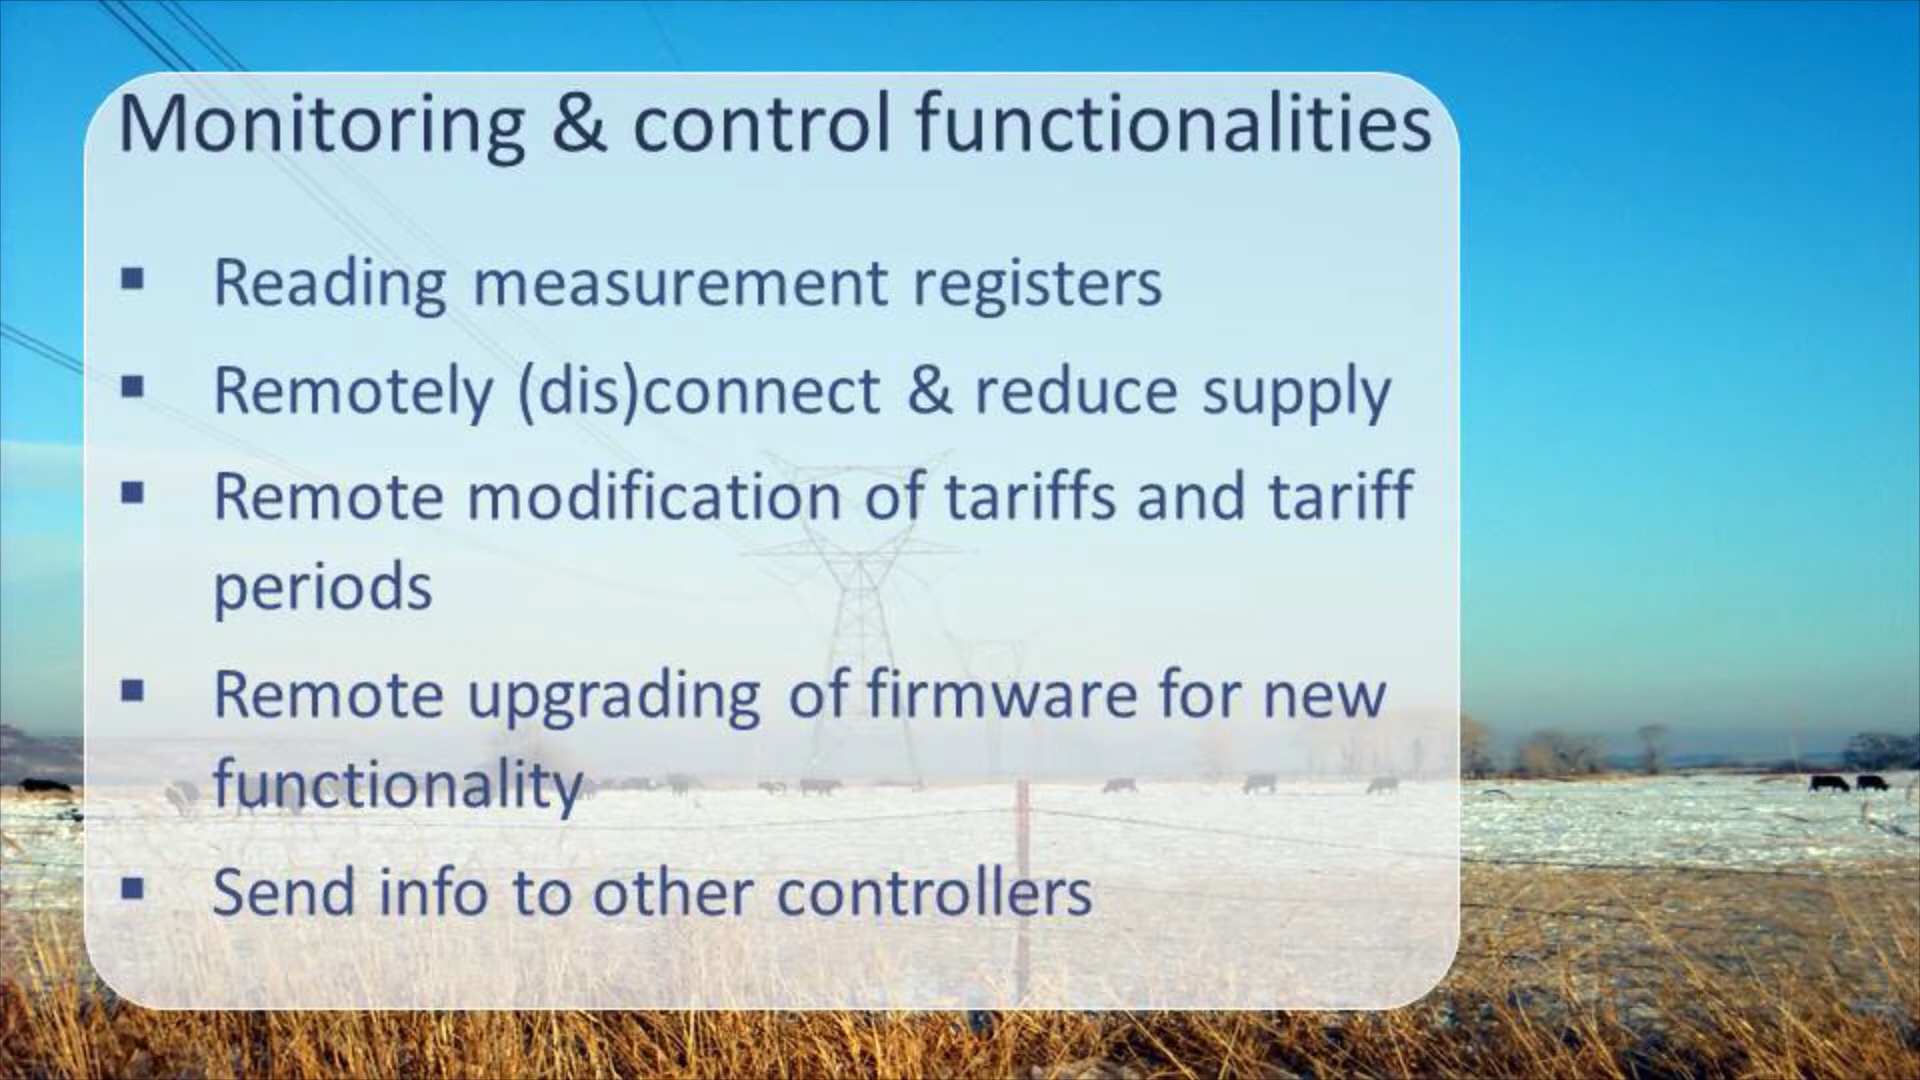 Monitoring & control functionalities
▪ Reading measurement registers
▪ Remotely (dis)connect & reduce supply
▪ Remote modification of tariffs and tariff
periods
▪ Remote upgrading of firmware for new
functionality
▪ Send info to other controllers